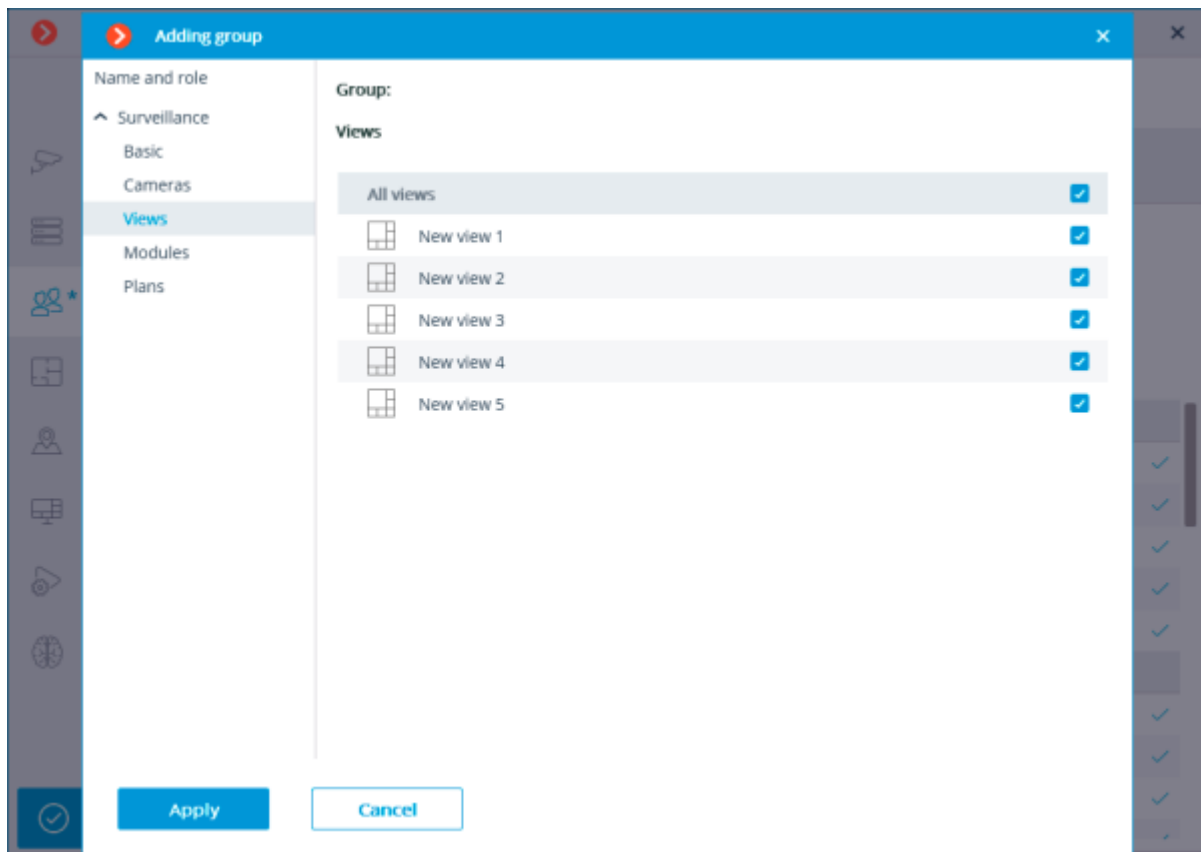 Adding group
Name and role
Surveillance
Basic
Cameras
Views
Modules
Plans
Group:
Views
All views
New view 1
New view 2
New view 3
New view 4
New view 5
Apply
Cancel